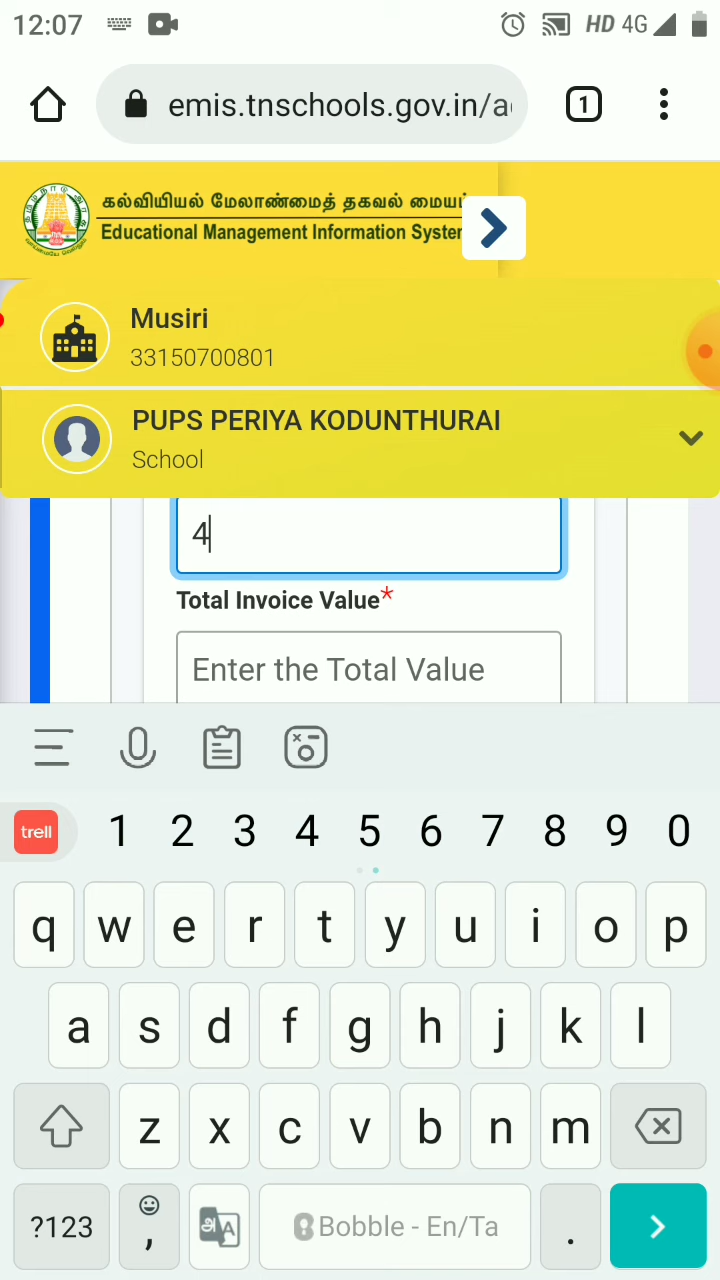 12:07 HD 4G
emis.tnschools.gov.in/a 1
கல்வியியல் மேலாண்மைத் தகவல்
Educational Management Information
Musiri
33150700801
PUPS PERIYA KODUNTHURAI
School
4
Total Invoice Value*
Enter the Total Value
trell 1 2 3 4 5 6 7 8 9 0
q w e r t y u i o p
a s d f g h j k l
z x c v b n m
?123 , அ A Bobble - En/Ta .